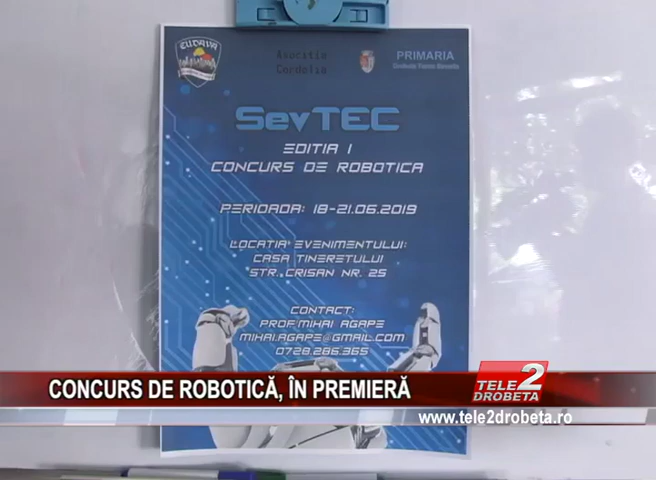 EUDAVA
Asociatia
Cordelia
PRIMARIA
SevTEC
EDITIA I
CONCURS DE ROBOTICA
PERIOADA: 18-21.06.2019
LOCATIA EVENIMENTULUI:
CASA TINERETULUI
STR. CRISAN NR. 25
CONTACT:
PROF.MIHAI AGAPE
MIHAI.AGAPE@GMAIL.COM
0728.286.365
CONCURS DE ROBOTICĂ, ÎN PREMIERĂ
TELE 2
DROBETA
www.tele2drobeta.ro